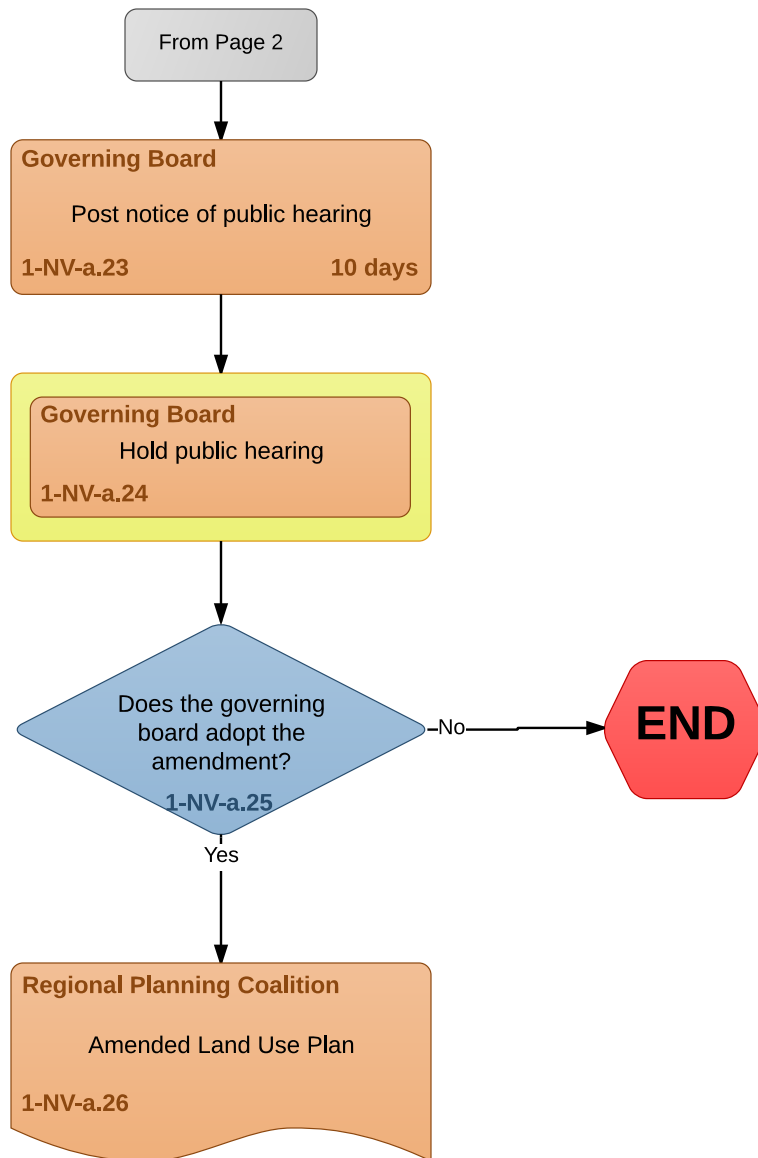 From Page 2
Governing Board
Post notice of public hearing
1-NV-a.23 10 days
Governing Board
Hold public hearing
1-NV-a.24
Does the governing
board adopt the
amendment?
1-NV-a.25
No
END
Yes
Regional Planning Coalition
Amended Land Use Plan
1-NV-a.26